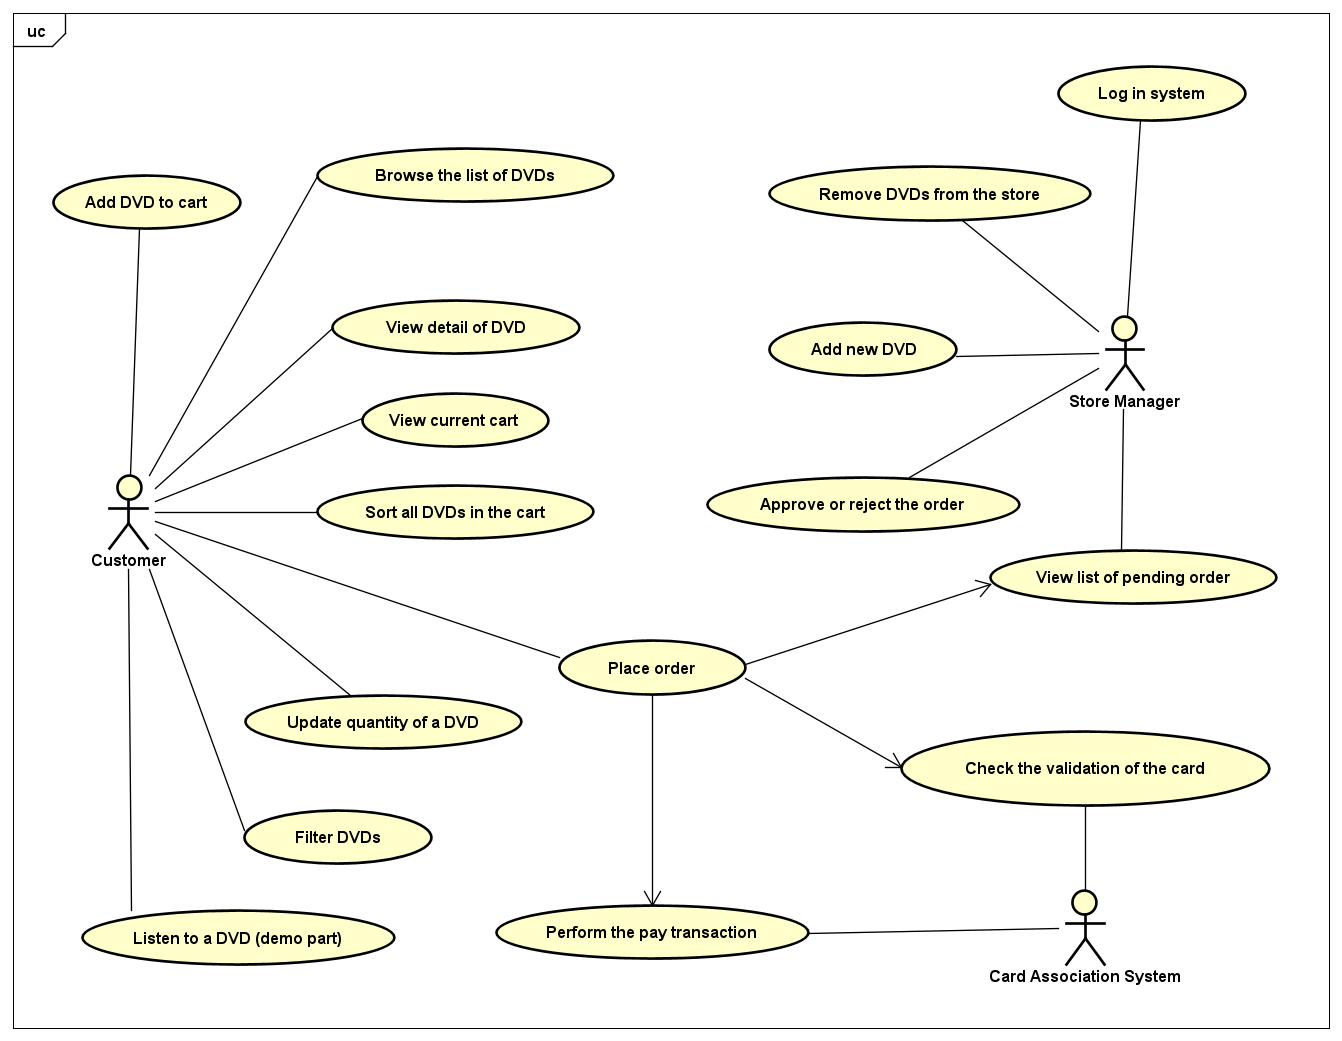 uc
Log in system
Browse the list of DVDs
Remove DVDs from the store
Add DVD to cart
View detail of DVD
Add new DVD
Store Manager
View current cart
Approve or reject the order
Sort all DVDs in the cart
Customer
View list of pending order
Place order
Update quantity of a DVD
Check the validation of the card
Filter DVDs
Perform the pay transaction
Listen to a DVD (demo part)
Card Association System